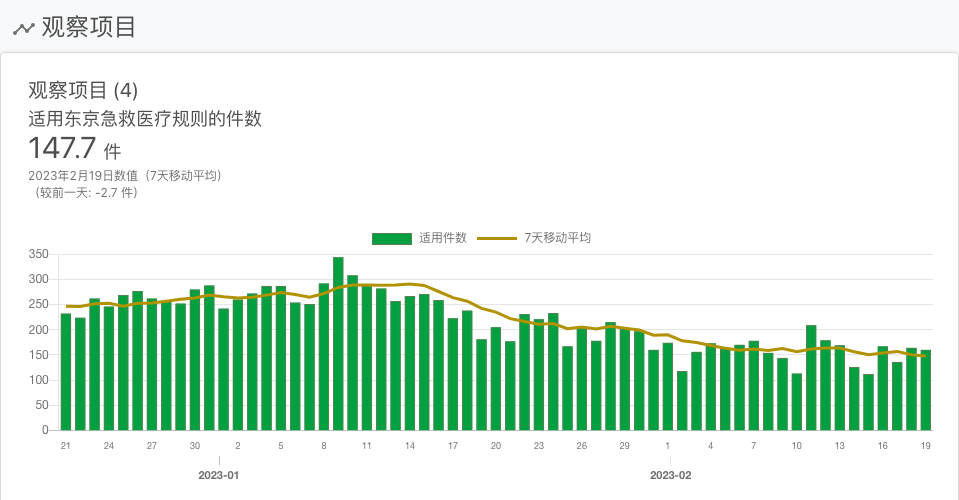 观察项目
观察项目 (4)
适用东京急救医疗规则的件数
147.7 件
2023年2月19日数值（7天移动平均）
（较前一天: -2.7 件）
适用件数 7天移动平均
350
300
250
200
150
100
50
0
21 24 27 30 2 5 8 11 14 17 20 23 26 29 1 4 7 10 13 16 19
2023-01 2023-02